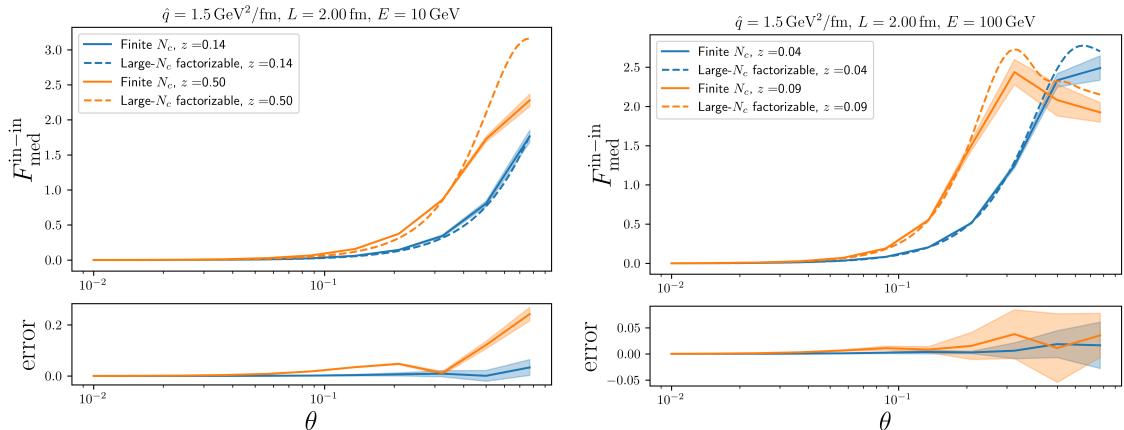 q̂ = 1.5 GeV²/fm, L = 2.00 fm, E = 10 GeV
Finite N_c, z =0.14
Large-N_c factorizable, z =0.14
Finite N_c, z =0.50
Large-N_c factorizable, z =0.50
F_med^in−in
3.0
2.5
2.0
1.5
1.0
0.5
0.0
10⁻²
10⁻¹
error
0.2
0.0
10⁻²
10⁻¹
θ
q̂ = 1.5 GeV²/fm, L = 2.00 fm, E = 100 GeV
Finite N_c, z =0.04
Large-N_c factorizable, z =0.04
Finite N_c, z =0.09
Large-N_c factorizable, z =0.09
F_med^in−in
2.5
2.0
1.5
1.0
0.5
0.0
10⁻²
10⁻¹
error
0.05
0.00
−0.05
10⁻²
10⁻¹
θ